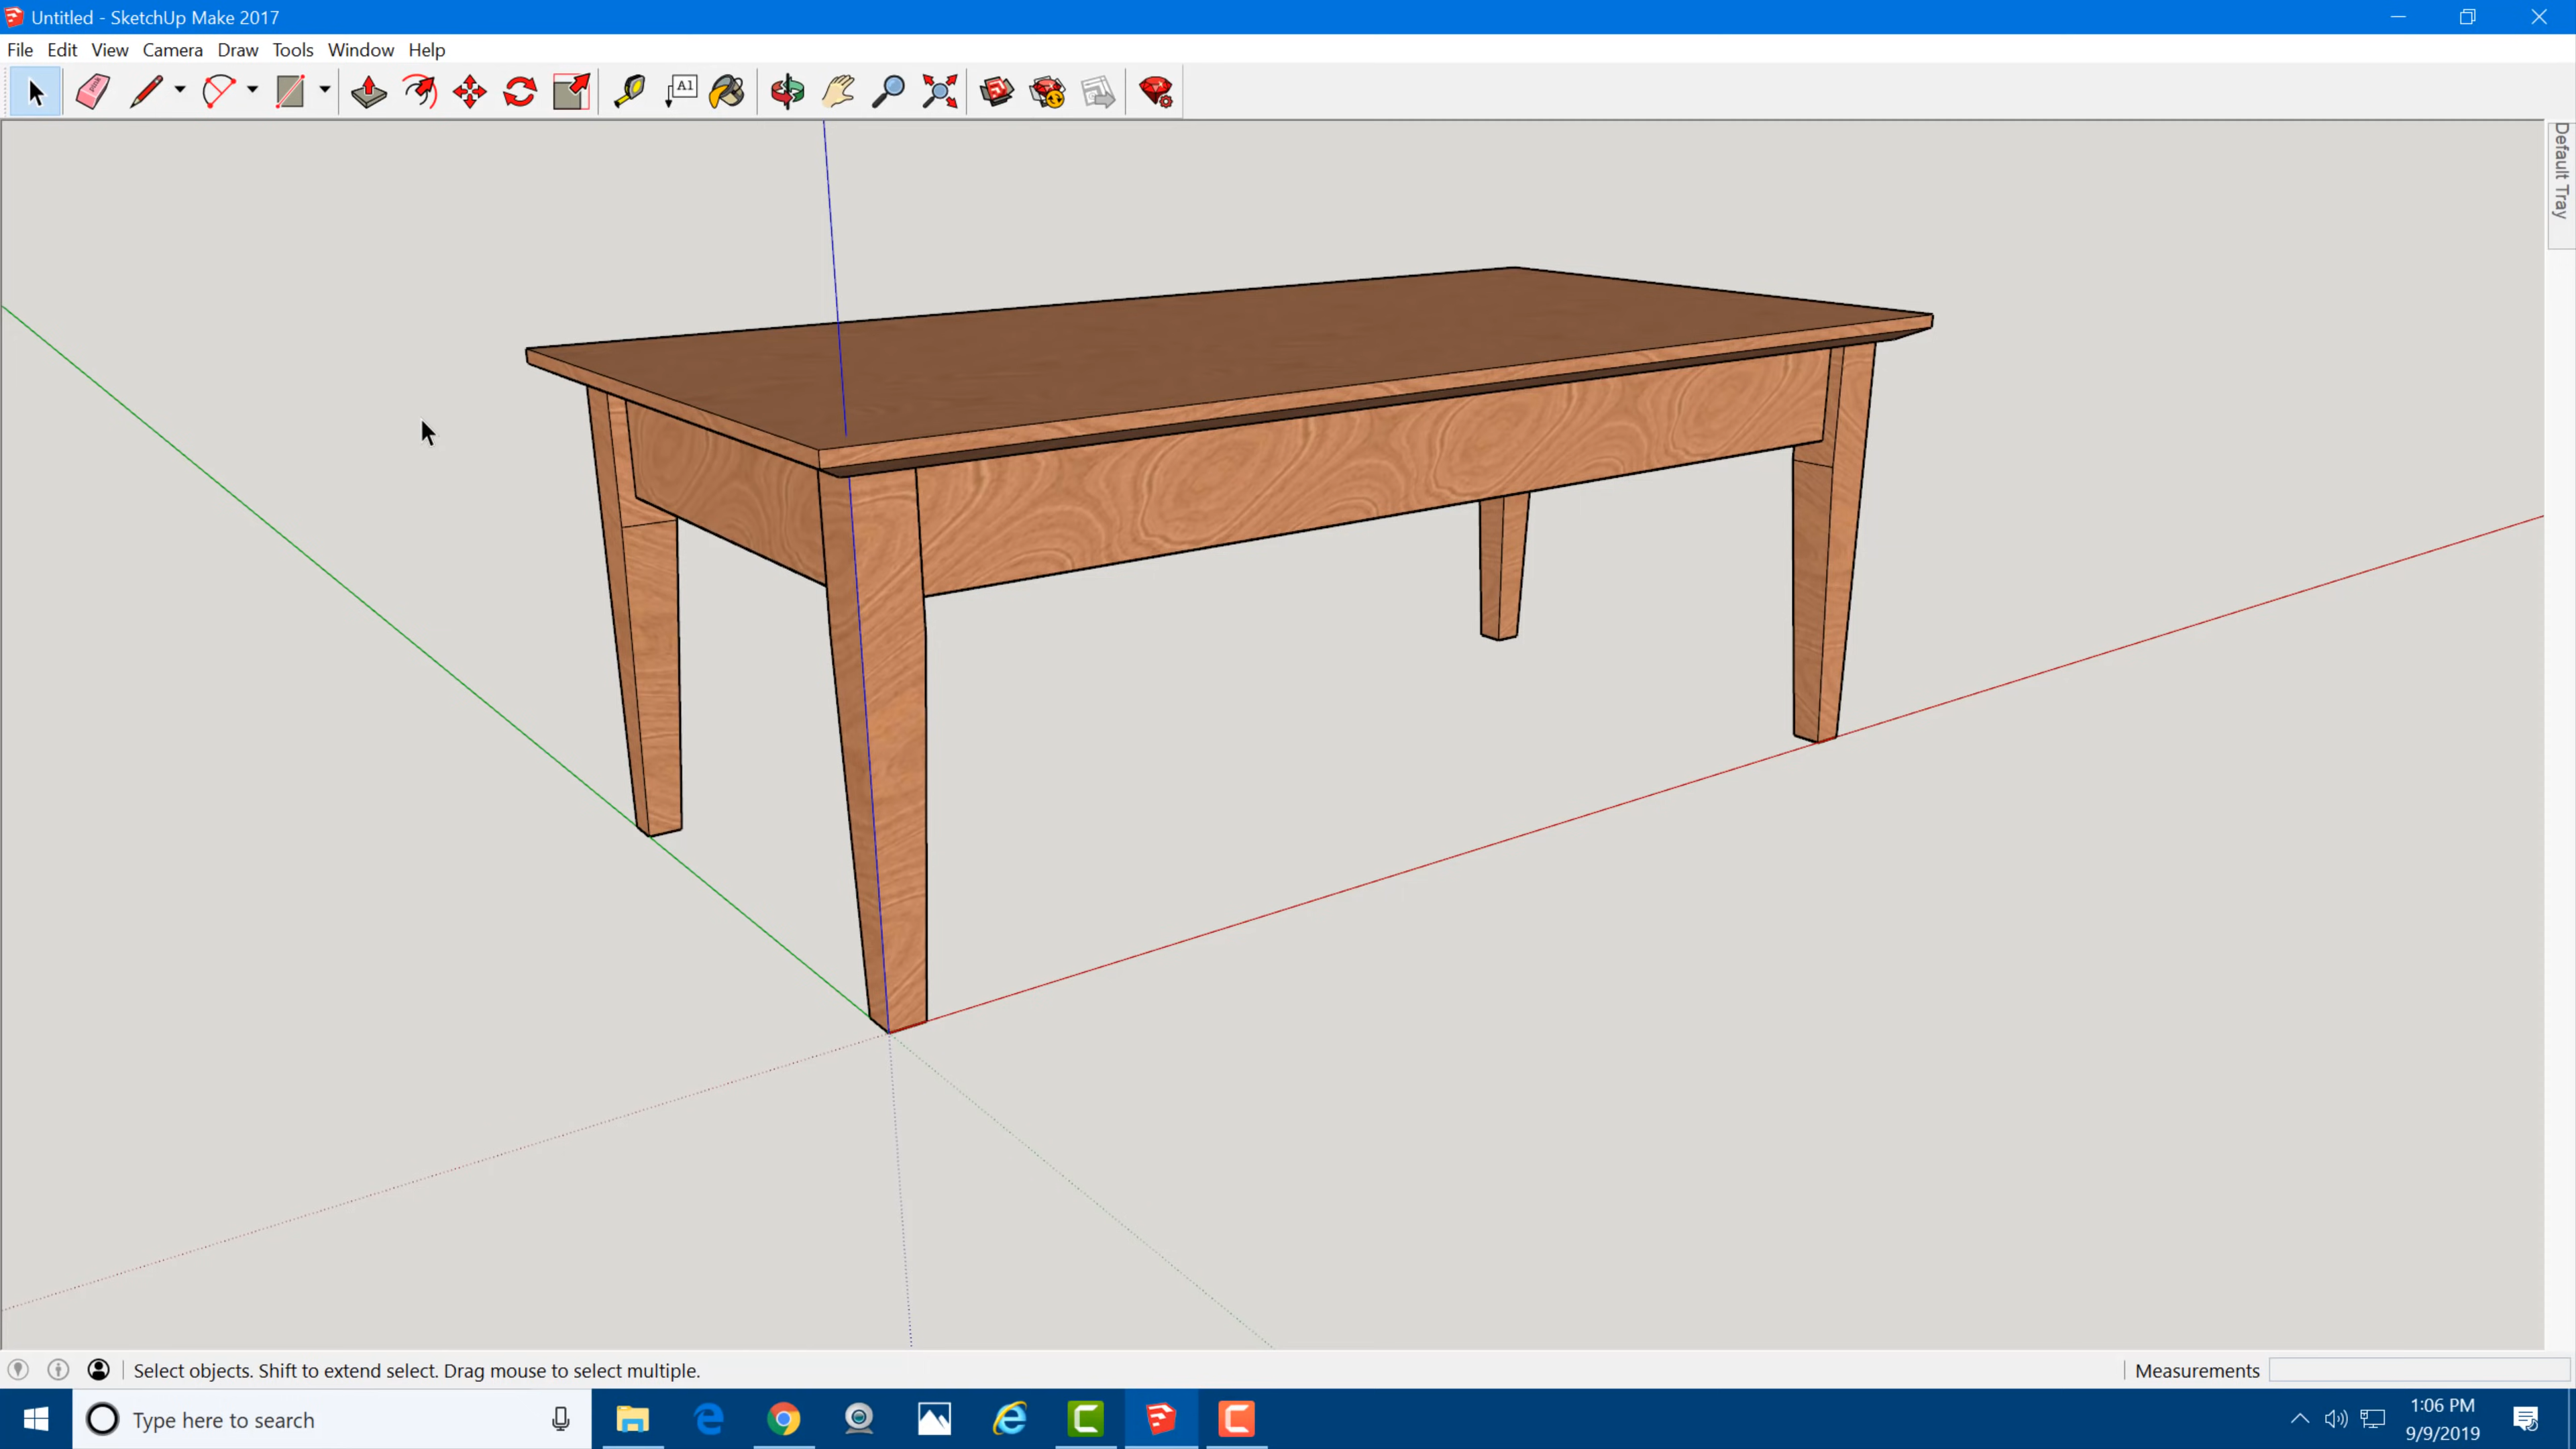 Untitled - SketchUp Make 2017
File Edit View Camera Draw Tools Window Help
A1
Default Tray
Select objects. Shift to extend select. Drag mouse to select multiple.
Measurements
Type here to search
1:06 PM
9/9/2019